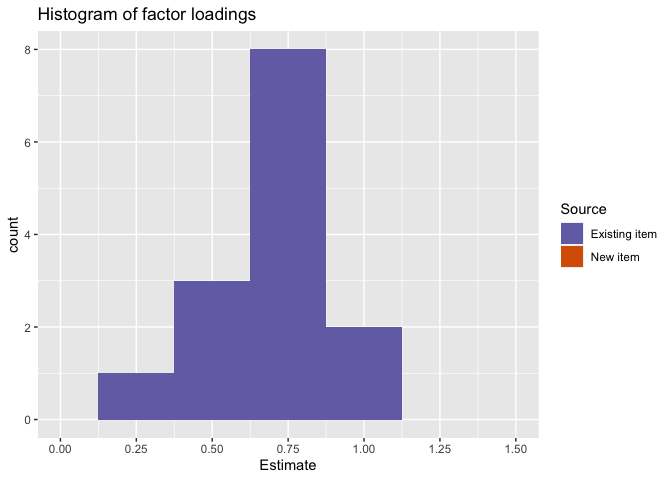 Histogram of factor loadings
8
6
4
2
0
count
0.00 0.25 0.50 0.75 1.00 1.25 1.50
Estimate
Source
Existing item
New item